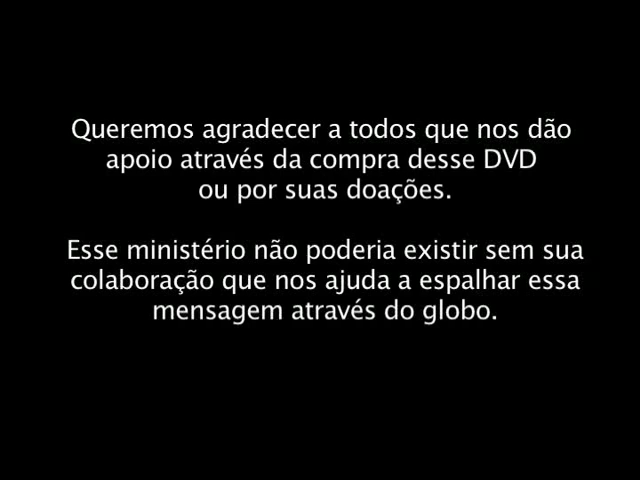 Queremos agradecer a todos que nos dão
apoio através da compra desse DVD
ou por suas doações.
Esse ministério não poderia existir sem sua
colaboração que nos ajuda a espalhar essa
mensagem através do globo.